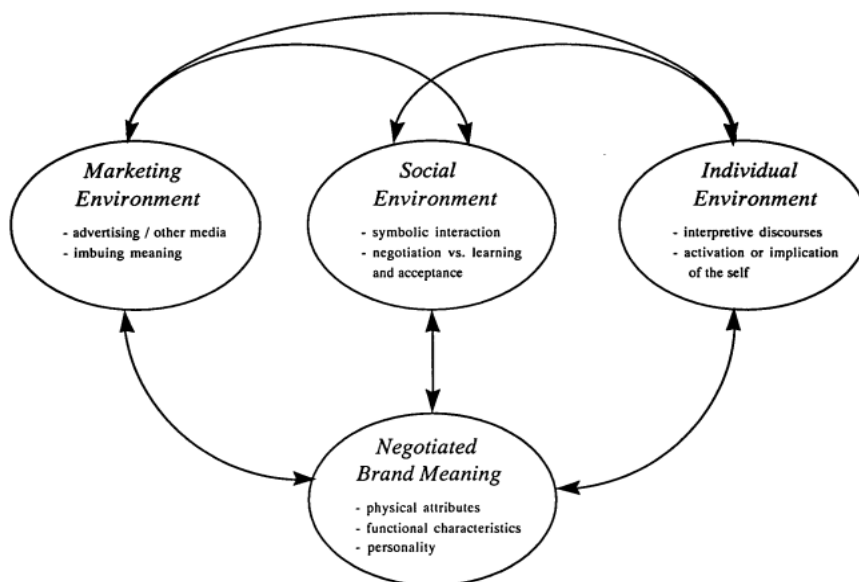 Marketing
Environment
- advertising / other media
- imbuing meaning
Social
Environment
- symbolic interaction
- negotiation vs. learning
and acceptance
Individual
Environment
- interpretive discourses
- activation or implication
of the self
Negotiated
Brand Meaning
- physical attributes
- functional characteristics
- personality